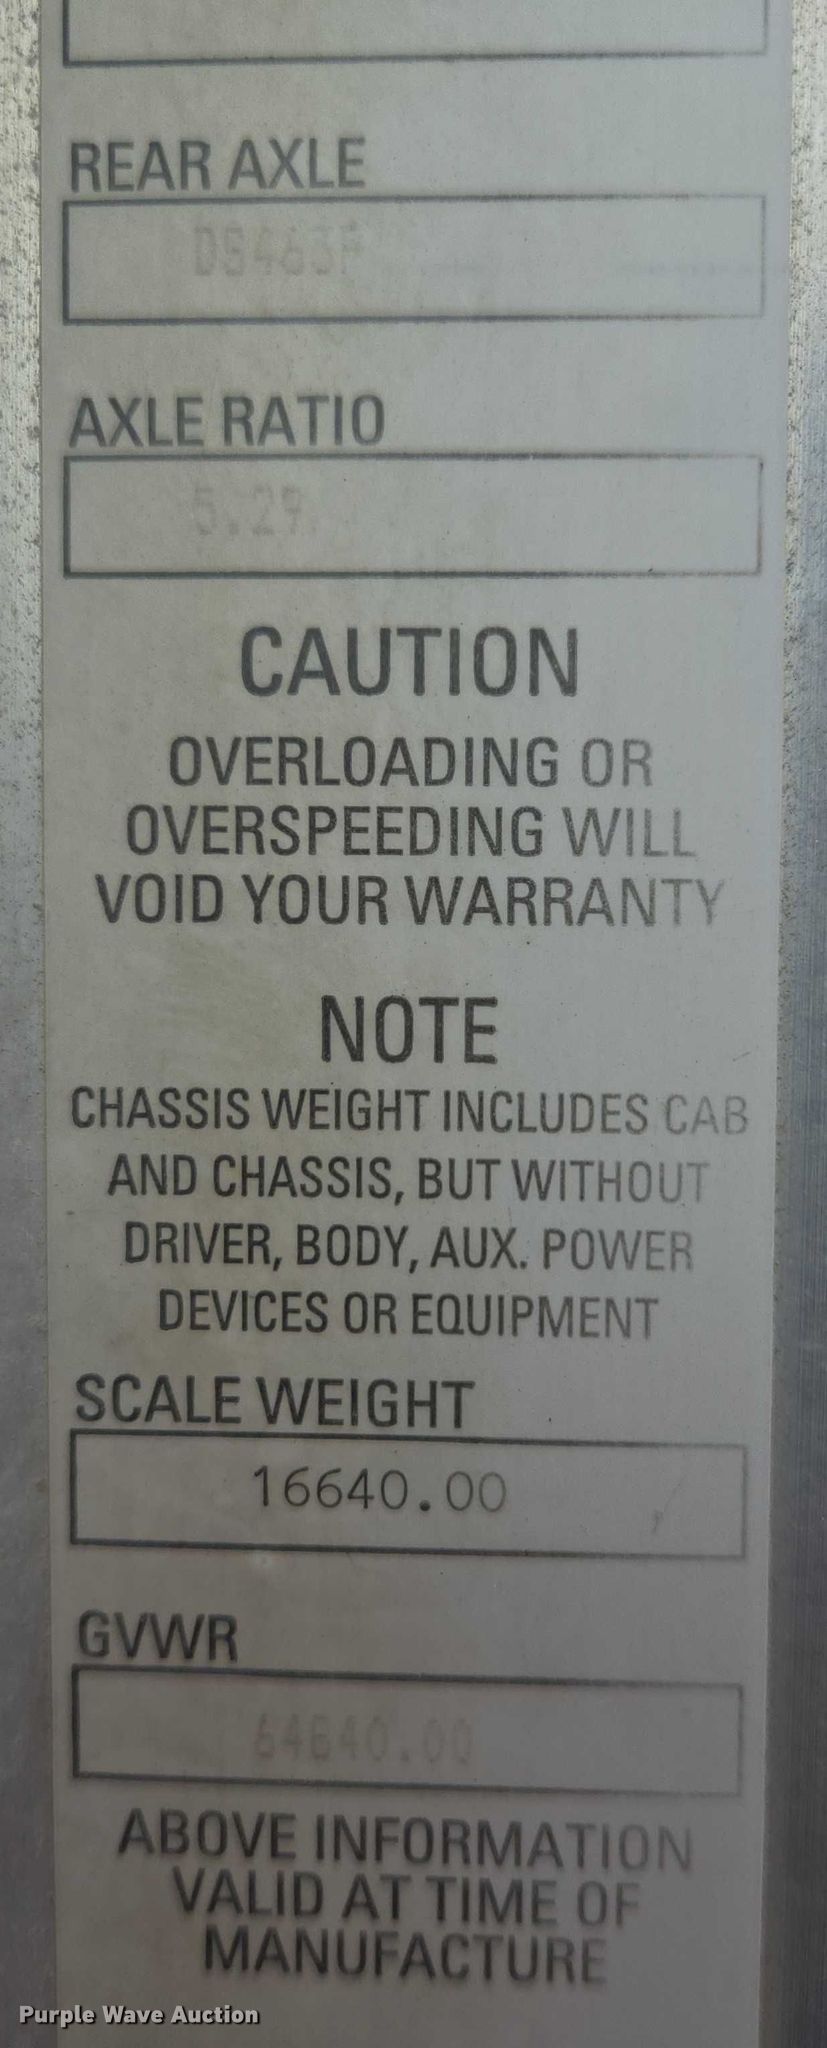 REAR AXLE
DS463P
AXLE RATIO
5.29
CAUTION
OVERLOADING OR
OVERSPEEDING WILL
VOID YOUR WARRANTY
NOTE
CHASSIS WEIGHT INCLUDES CAB
AND CHASSIS, BUT WITHOUT
DRIVER, BODY, AUX. POWER
DEVICES OR EQUIPMENT
SCALE WEIGHT
16640.00
GVWR
ABOVE INFORMATION
VALID AT TIME OF
MANUFACTURE
Purple Wave Auction